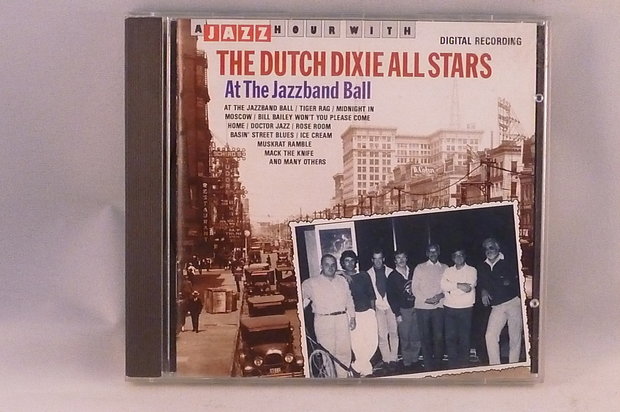 A JAZZ HOUR WITH
DIGITAL RECORDING
THE DUTCH DIXIE ALL STARS
At The Jazzband Ball
AT THE JAZZBAND BALL / TIGER RAG / MIDNIGHT IN
MOSCOW / BILL BAILEY WON'T YOU PLEASE COME
HOME / DOCTOR JAZZ / ROSE ROOM
BASIN' STREET BLUES / ICE CREAM
MUSKRAT RAMBLE
MACK THE KNIFE
AND MANY OTHERS
RESTAURANT